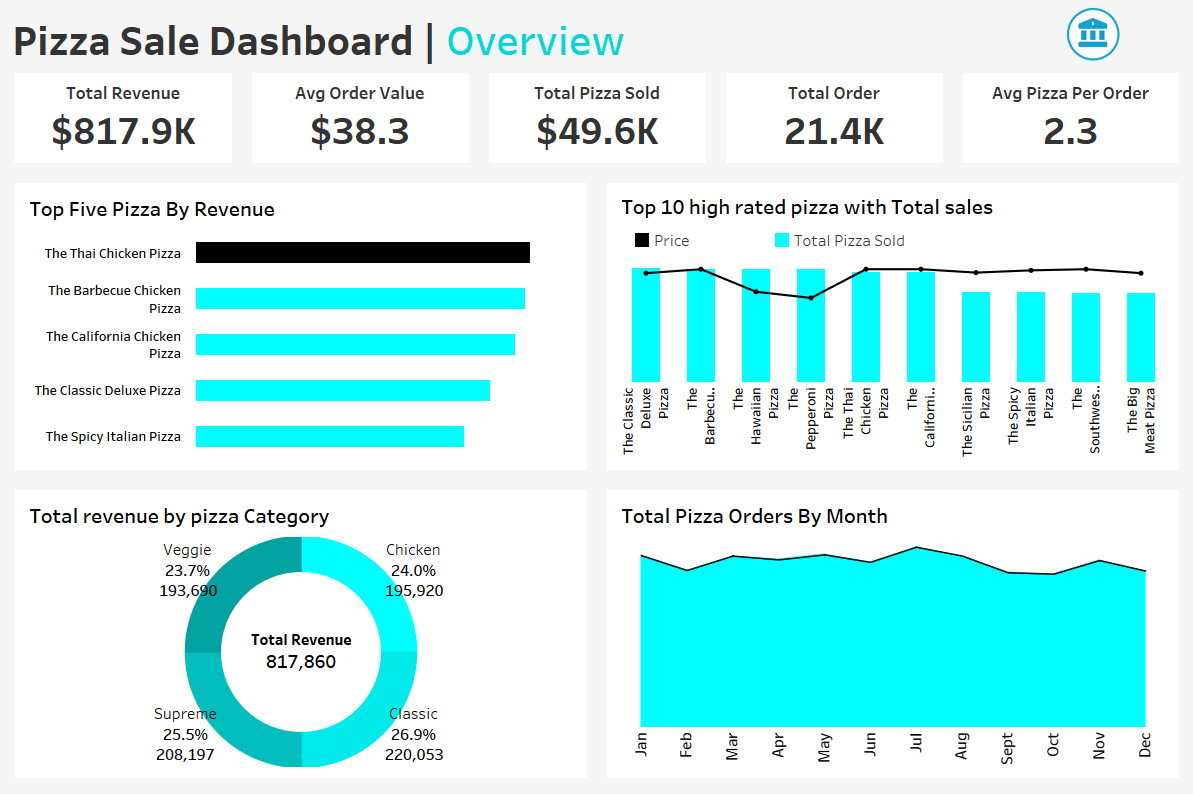 Pizza Sale Dashboard | Overview
Total Revenue
$817.9K
Avg Order Value
$38.3
Total Pizza Sold
$49.6K
Total Order
21.4K
Avg Pizza Per Order
2.3
Top Five Pizza By Revenue
The Thai Chicken Pizza
The Barbecue Chicken
Pizza
The California Chicken
Pizza
The Classic Deluxe Pizza
The Spicy Italian Pizza
Top 10 high rated pizza with Total sales
Price
Total Pizza Sold
The Classic
Deluxe
Pizza
The
Barbecu..
The
Hawaiian
Pizza
The
Pepperoni
Pizza
The Thai
Chicken
Pizza
The
Californi..
The Sicilian
Pizza
The Spicy
Italian
Pizza
The
Southwes..
The Big
Meat Pizza
Total revenue by pizza Category
Veggie
23.7%
193,690
Chicken
24.0%
195,920
Total Revenue
817,860
Supreme
25.5%
208,197
Classic
26.9%
220,053
Total Pizza Orders By Month
Jan
Feb
Mar
Apr
May
Jun
Jul
Aug
Sept
Oct
Nov
Dec